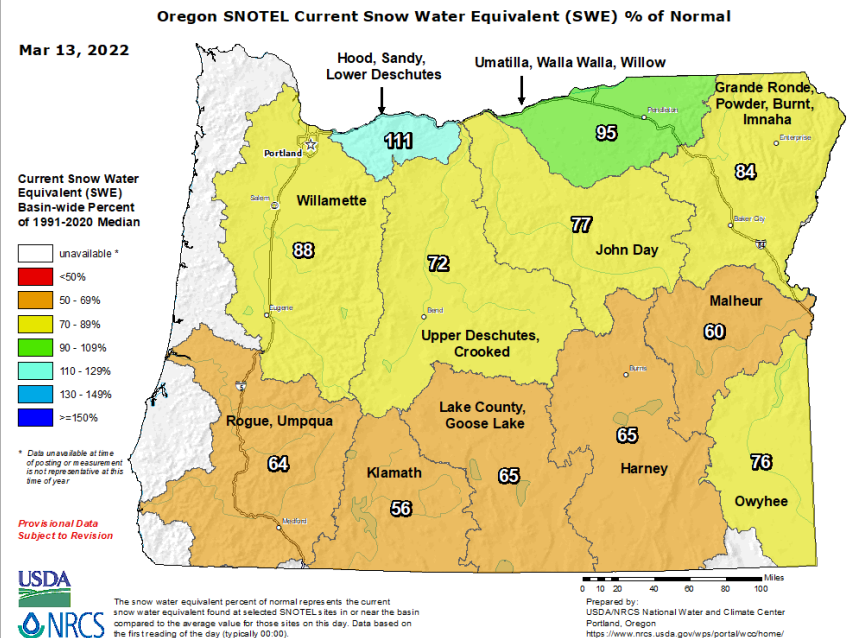 Oregon SNOTEL Current Snow Water Equivalent (SWE) % of Normal
Mar 13, 2022
Hood, Sandy,
Lower Deschutes
Umatilla, Walla Walla, Willow
Grande Ronde,
Powder, Burnt,
Imnaha
Pendleton
Enterprise
111
95
Portland
84
Current Snow Water
Equivalent (SWE)
Basin-wide Percent
of 1991-2020 Median
Salem
Willamette
77
Baker City
88
John Day
84
unavailable *
<50%
50 - 69%
70 - 89%
90 - 109%
110 - 129%
130 - 149%
>=150%
72
Malheur
Eugene
Bend
60
Upper Deschutes,
Crooked
Burns
5
Lake County,
Goose Lake
Rogue, Umpqua
65
* Data unavailable at time
of posting or measurement
is not representative at this
time of year
64
Klamath
65
Harney
76
56
Owyhee
Medford
Provisional Data
Subject to Revision
USDA
NRCS
Miles
0 10 20 40 60 80 100
The snow water equivalent percent of normal represents the current
snow water equivalent found at selected SNOTEL sites in or near the basin
compared to the average value for those sites on this day. Data based on
the first reading of the day (typically 00:00).
Prepared by:
USDA/NRCS National Water and Climate Center
Portland, Oregon
https://www.nrcs.usda.gov/wps/portal/wcc/home/